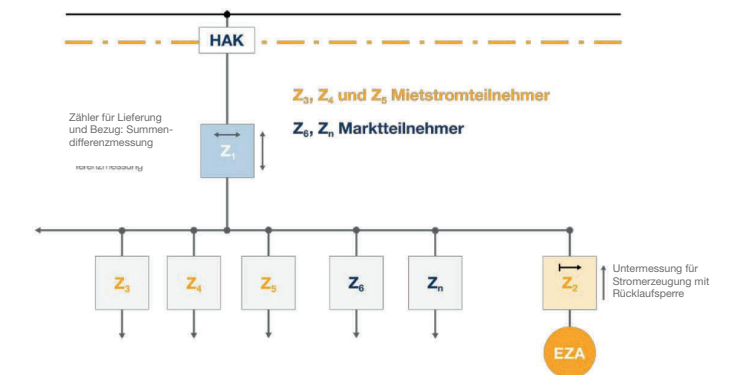 HAK
Z₃, Z₄ und Z₅ Mietstromteilnehmer
Z₆, Zₙ Marktteilnehmer
Zähler für Lieferung
und Bezug: Summen-
differenzmessung
Z₁
Z₃
Z₄
Z₅
Z₆
Zₙ
Z₂
Untermessung für
Stromerzeugung mit
Rücklaufsperre
EZA